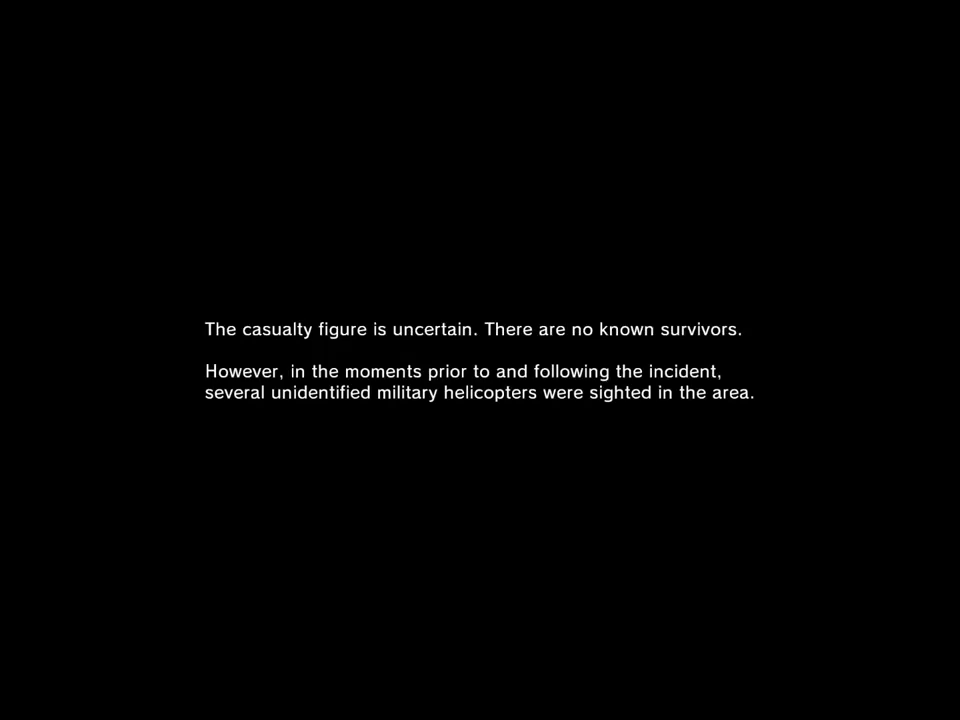 The casualty figure is uncertain. There are no known survivors.
However, in the moments prior to and following the incident,
several unidentified military helicopters were sighted in the area.